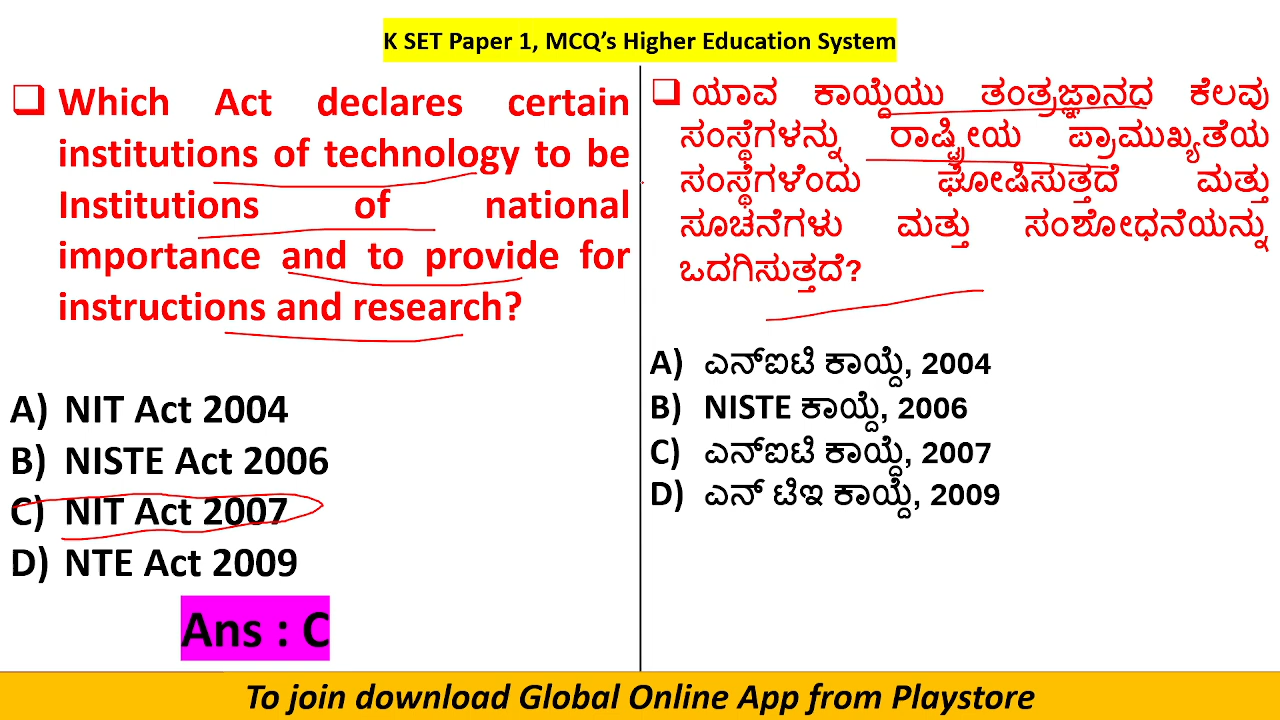 K SET Paper 1, MCQ’s Higher Education System
Which Act declares certain
institutions of technology to be
Institutions of national
importance and to provide for
instructions and research?
A) NIT Act 2004
B) NISTE Act 2006
C) NIT Act 2007
D) NTE Act 2009
Ans : C
ಯಾವ ಕಾಯ್ದೆಯು ತಂತ್ರಜ್ಞಾನದ ಕೆಲವು
ಸಂಸ್ಥೆಗಳನ್ನು ರಾಷ್ಟ್ರೀಯ ಪ್ರಾಮುಖ್ಯತೆಯ
ಸಂಸ್ಥೆಗಳೆಂದು ಘೋಷಿಸುತ್ತದೆ ಮತ್ತು
ಸೂಚನೆಗಳು ಮತ್ತು ಸಂಶೋಧನೆಯನ್ನು
ಒದಗಿಸುತ್ತದೆ?
A) ಎನ್ಐಟಿ ಕಾಯ್ದೆ, 2004
B) NISTE ಕಾಯ್ದೆ, 2006
C) ಎನ್ಐಟಿ ಕಾಯ್ದೆ, 2007
D) ಎನ್ ಟಿಇ ಕಾಯ್ದೆ, 2009
To join download Global Online App from Playstore